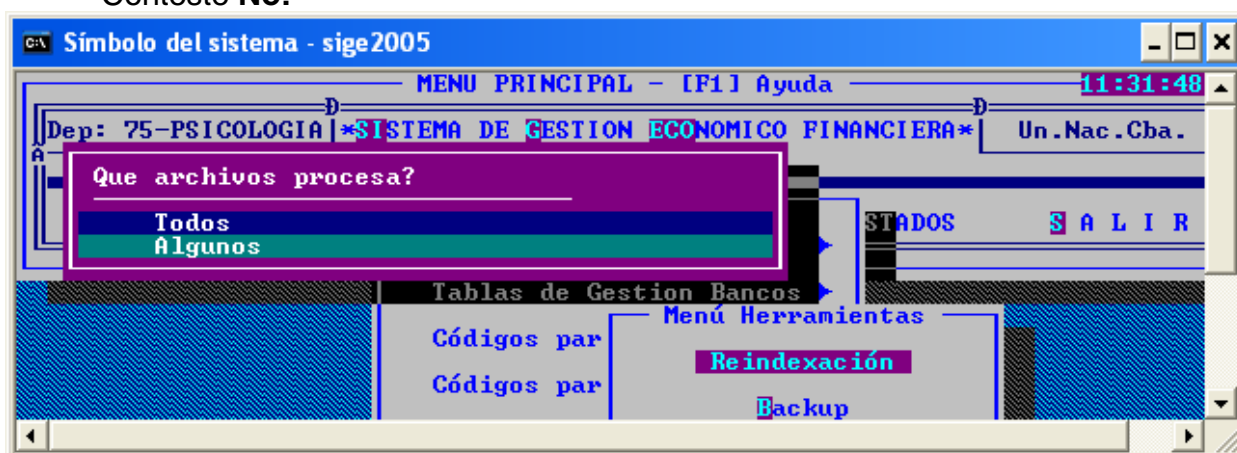 Conteste No.
Símbolo del sistema - sige2005
MENU PRINCIPAL - [F1] Ayuda 11:31:48
Dep: 75-PSICOLOGIA|*SISTEMA DE GESTION ECONOMICO FINANCIERA*| Un.Nac.Cba.
Que archivos procesa?
Todos
Algunos
STADOS S A L I R
Tablas de Gestion Bancos
Menú Herramientas
Códigos par
Reindexación
Códigos par
Backup